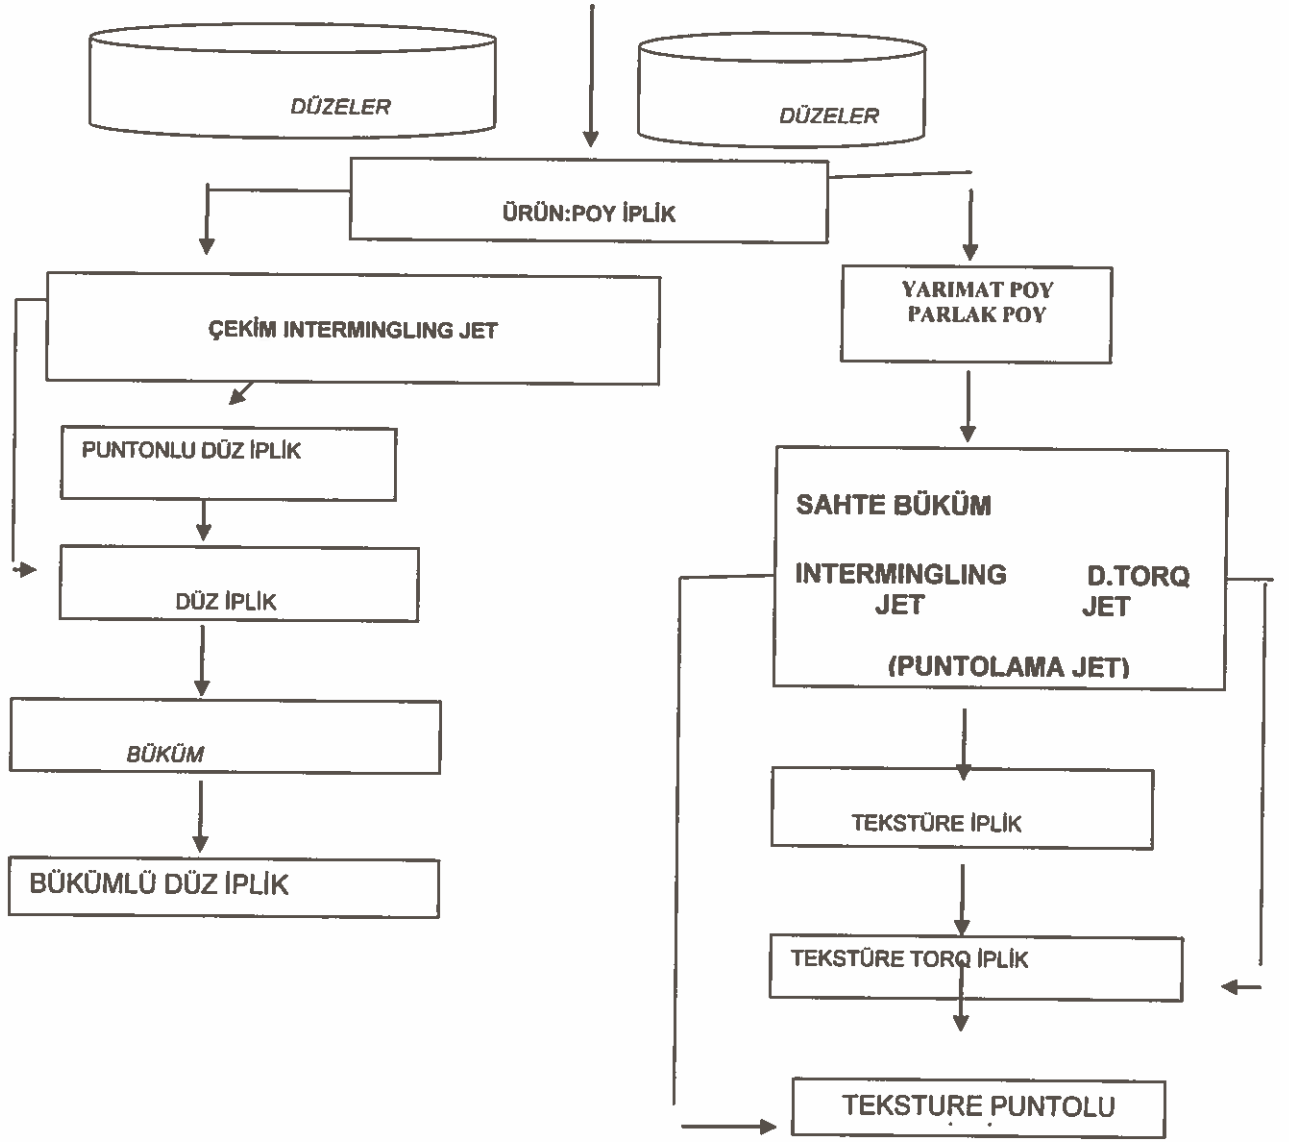 DÜZELER
DÜZELER
ÜRÜN:POY İPLİK
ÇEKİM INTERMINGLING JET
YARIMAT POY
PARLAK POY
PUNTONLU DÜZ İPLİK
DÜZ İPLİK
BÜKÜM
BÜKÜMLÜ DÜZ İPLİK
SAHTE BÜKÜM
INTERMINGLING D.TORQ
JET JET
(PUNTOLAMA JET)
TEKSTÜRE İPLİK
TEKSTÜRE TORQ İPLİK
TEKSTURE PUNTOLU